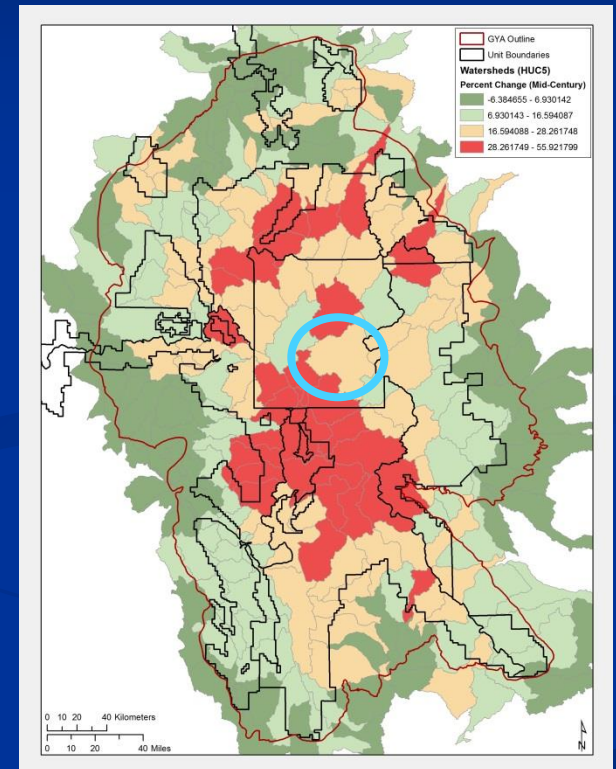 GYA Outline
Unit Boundaries
Watersheds (HUC5)
Percent Change (Mid-Century)
-6.384655 - 6.930142
6.930143 - 16.594087
16.594088 - 28.261748
28.261749 - 55.921799
0 10 20 40 Kilometers
0 10 20 40 Miles
N